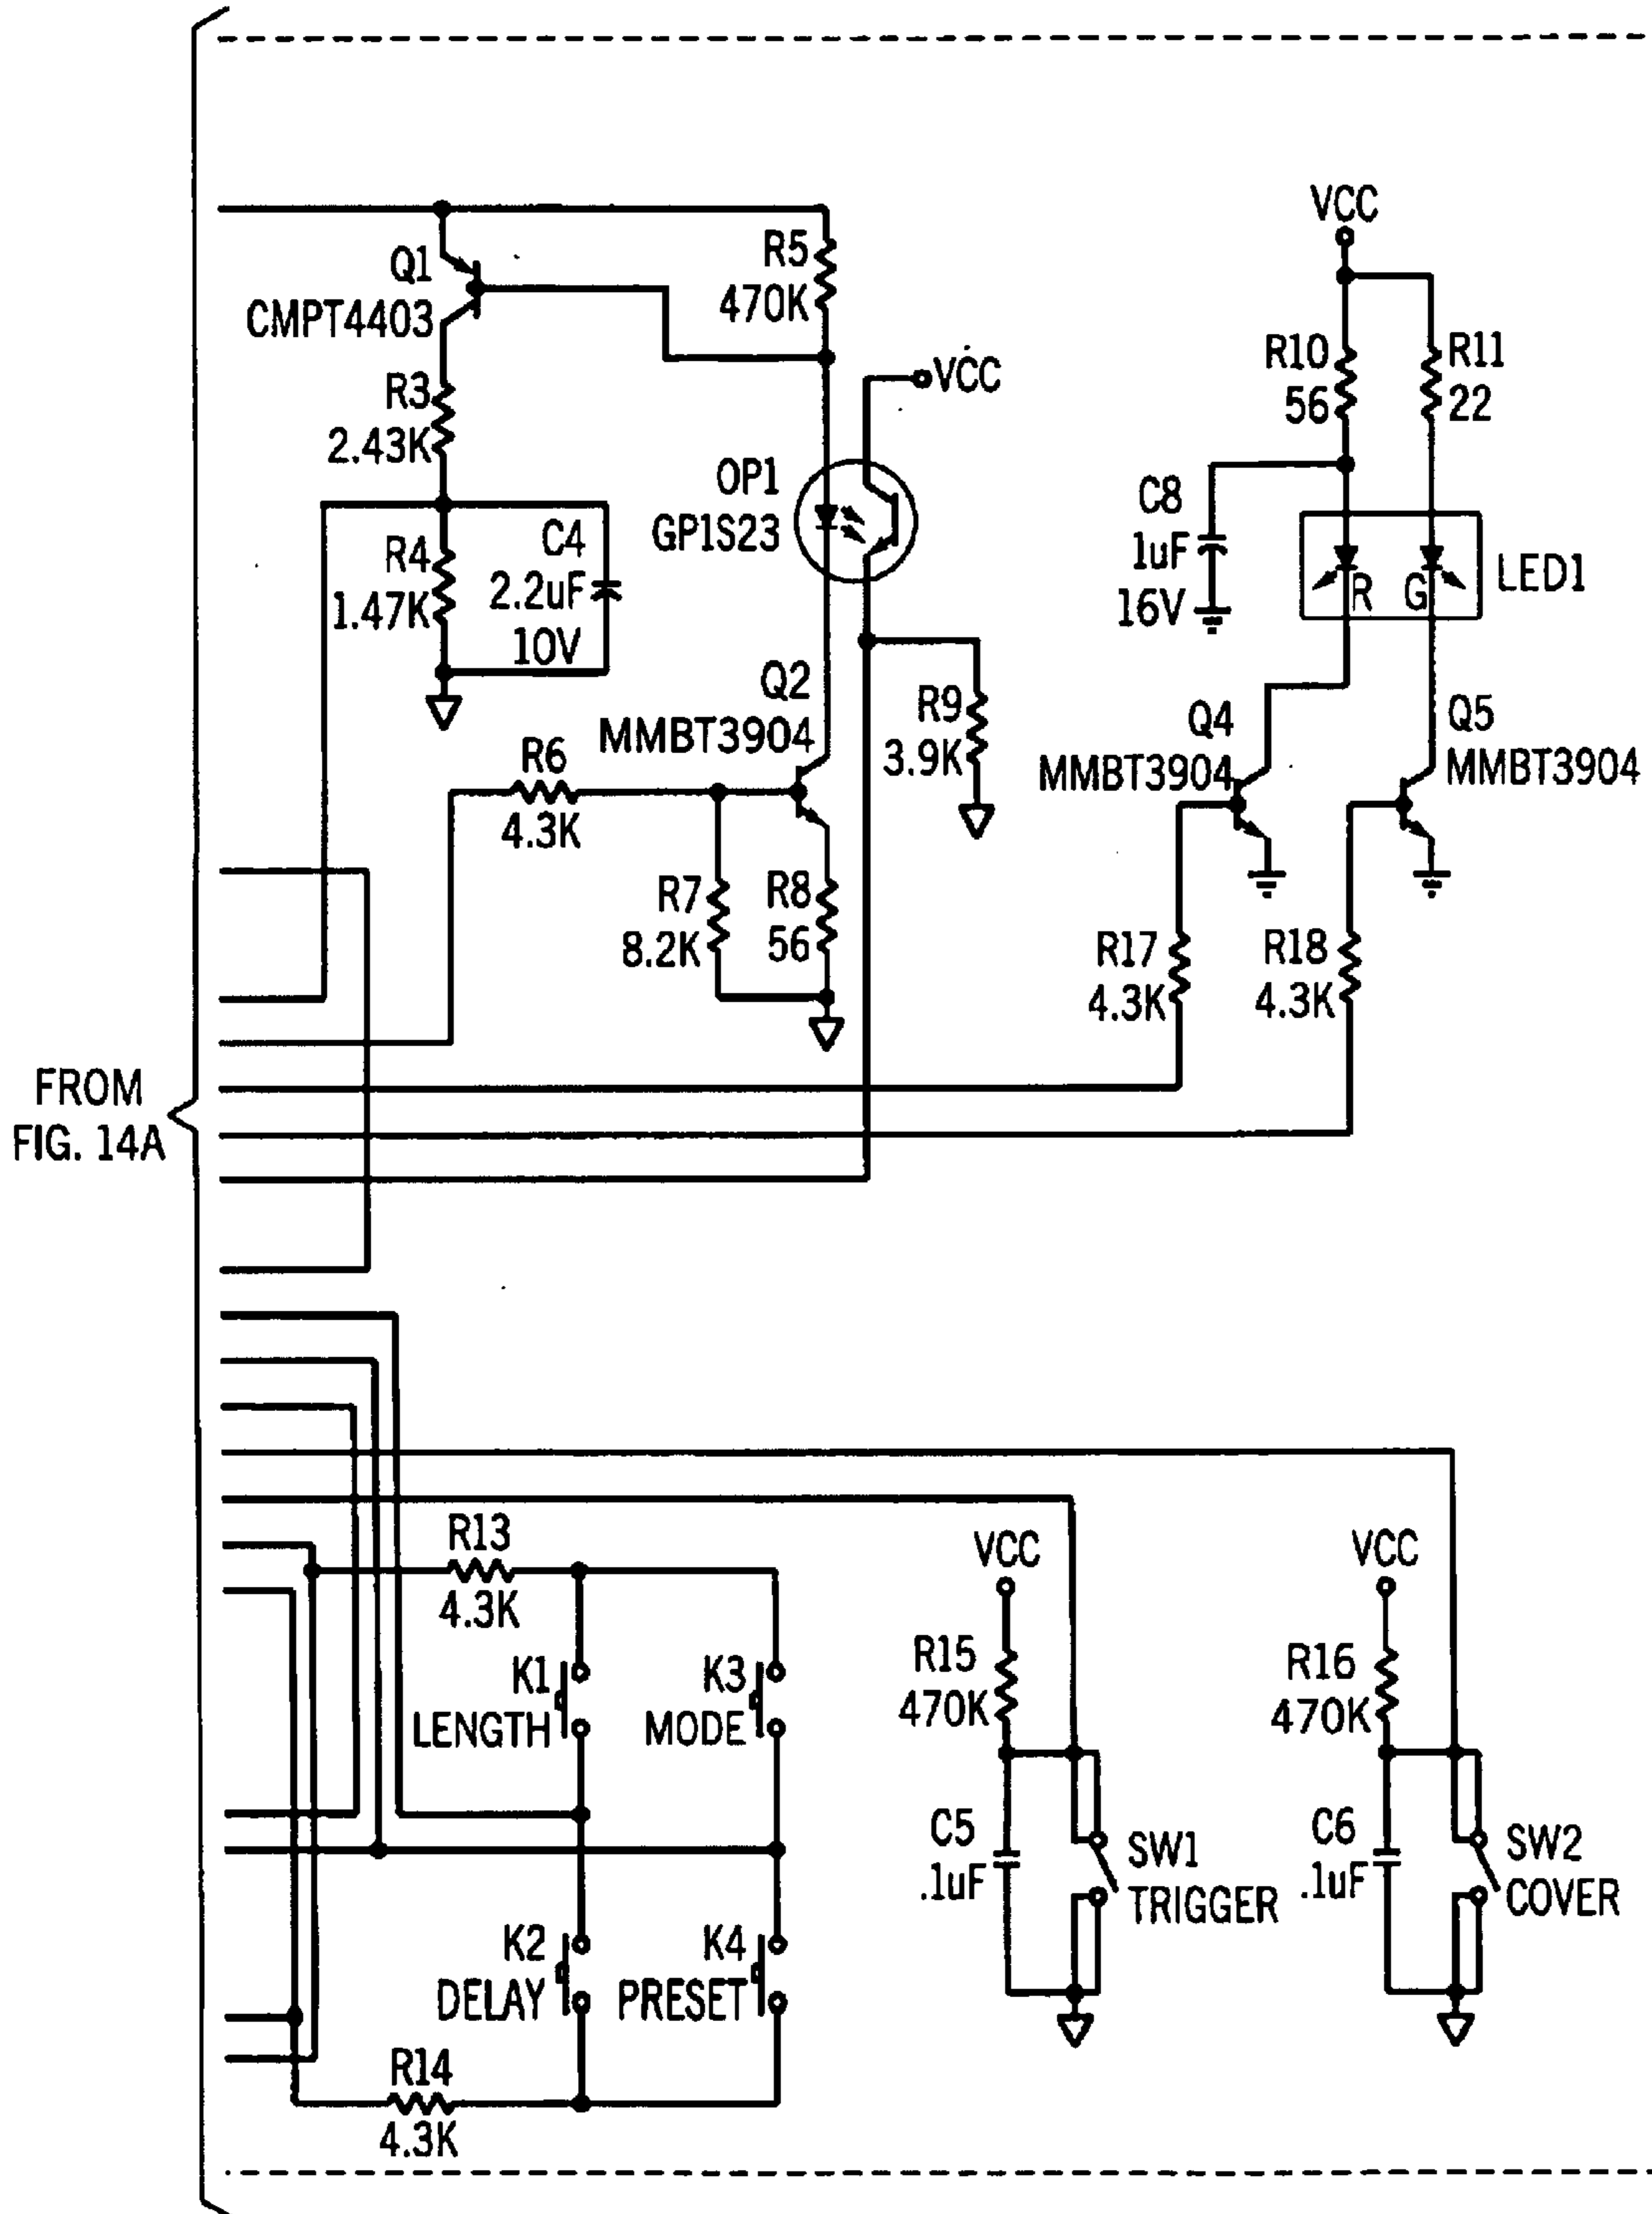 VCC
Q1
CMPT4403
R5
470K
VCC
R3
2.43K
R10
56
R11
22
OP1
GP1S23
C8
1uF
16V
R4
1.47K
C4
2.2uF
10V
R G
LED1
Q2
MMBT3904
R9
3.9K
Q4
MMBT3904
Q5
MMBT3904
R6
4.3K
R7
8.2K
R8
56
R17
4.3K
R18
4.3K
FROM
FIG. 14A
R13
4.3K
VCC
VCC
K1
LENGTH
K3
MODE
R15
470K
R16
470K
C5
.1uF
SW1
TRIGGER
C6
.1uF
SW2
COVER
K2
DELAY
K4
PRESET
R14
4.3K